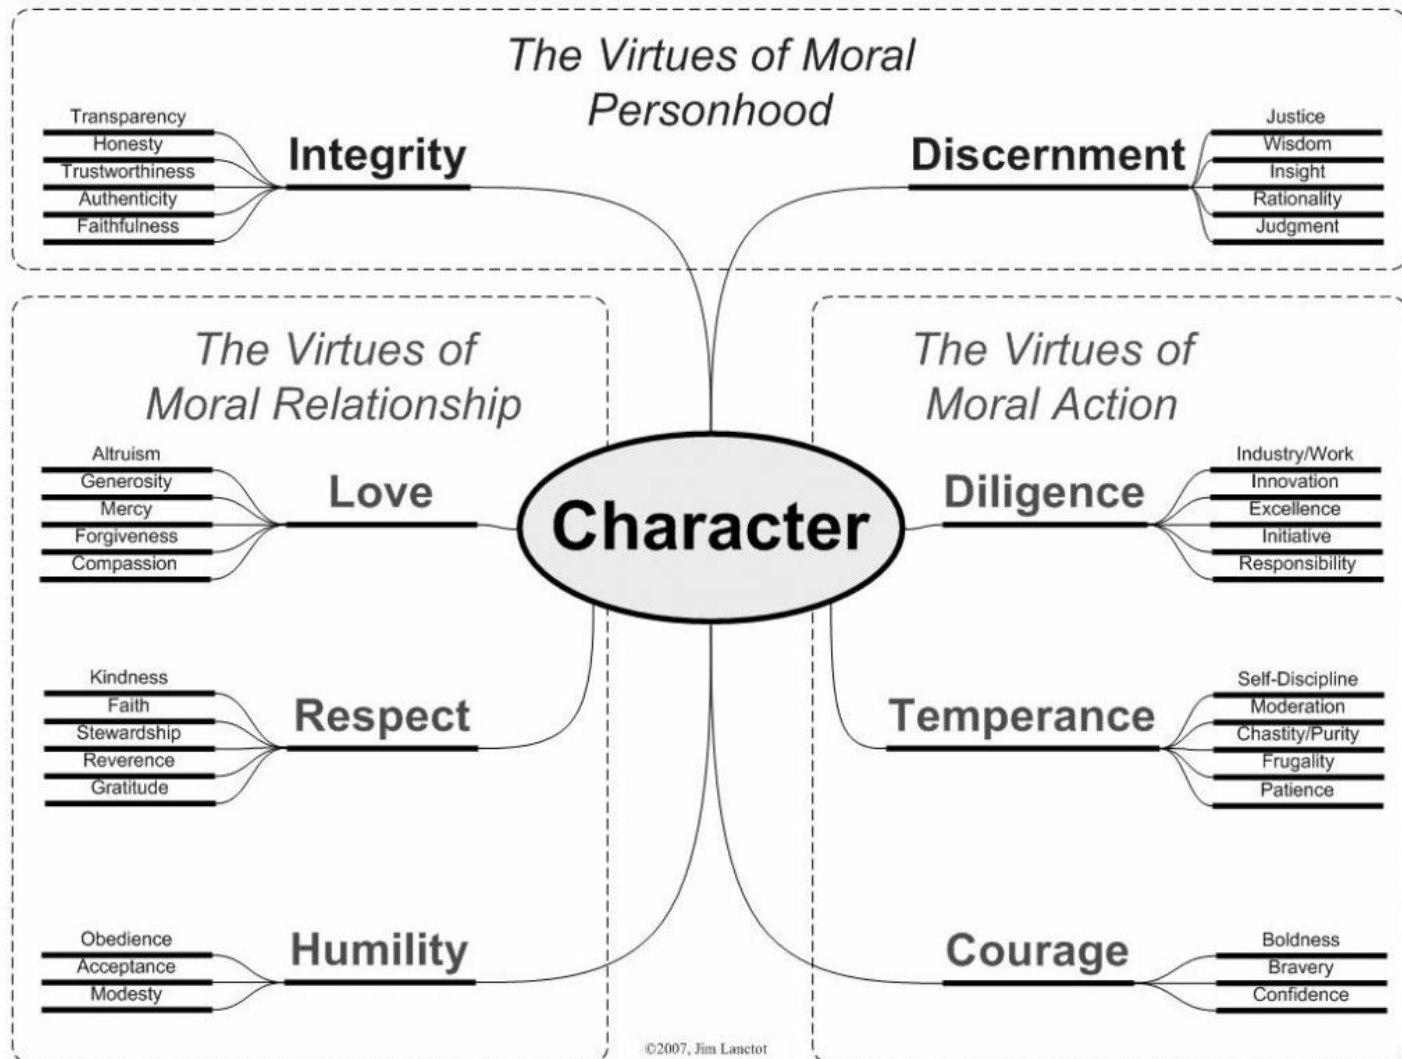 The Virtues of Moral
Personhood
Integrity
Transparency
Honesty
Trustworthiness
Authenticity
Faithfulness
Discernment
Justice
Wisdom
Insight
Rationality
Judgment
The Virtues of
Moral Relationship
Love
Altruism
Generosity
Mercy
Forgiveness
Compassion
Respect
Kindness
Faith
Stewardship
Reverence
Gratitude
Humility
Obedience
Acceptance
Modesty
Character
The Virtues of
Moral Action
Diligence
Industry/Work
Innovation
Excellence
Initiative
Responsibility
Temperance
Self-Discipline
Moderation
Chastity/Purity
Frugality
Patience
Courage
Boldness
Bravery
Confidence
©2007, Jim Lanctot